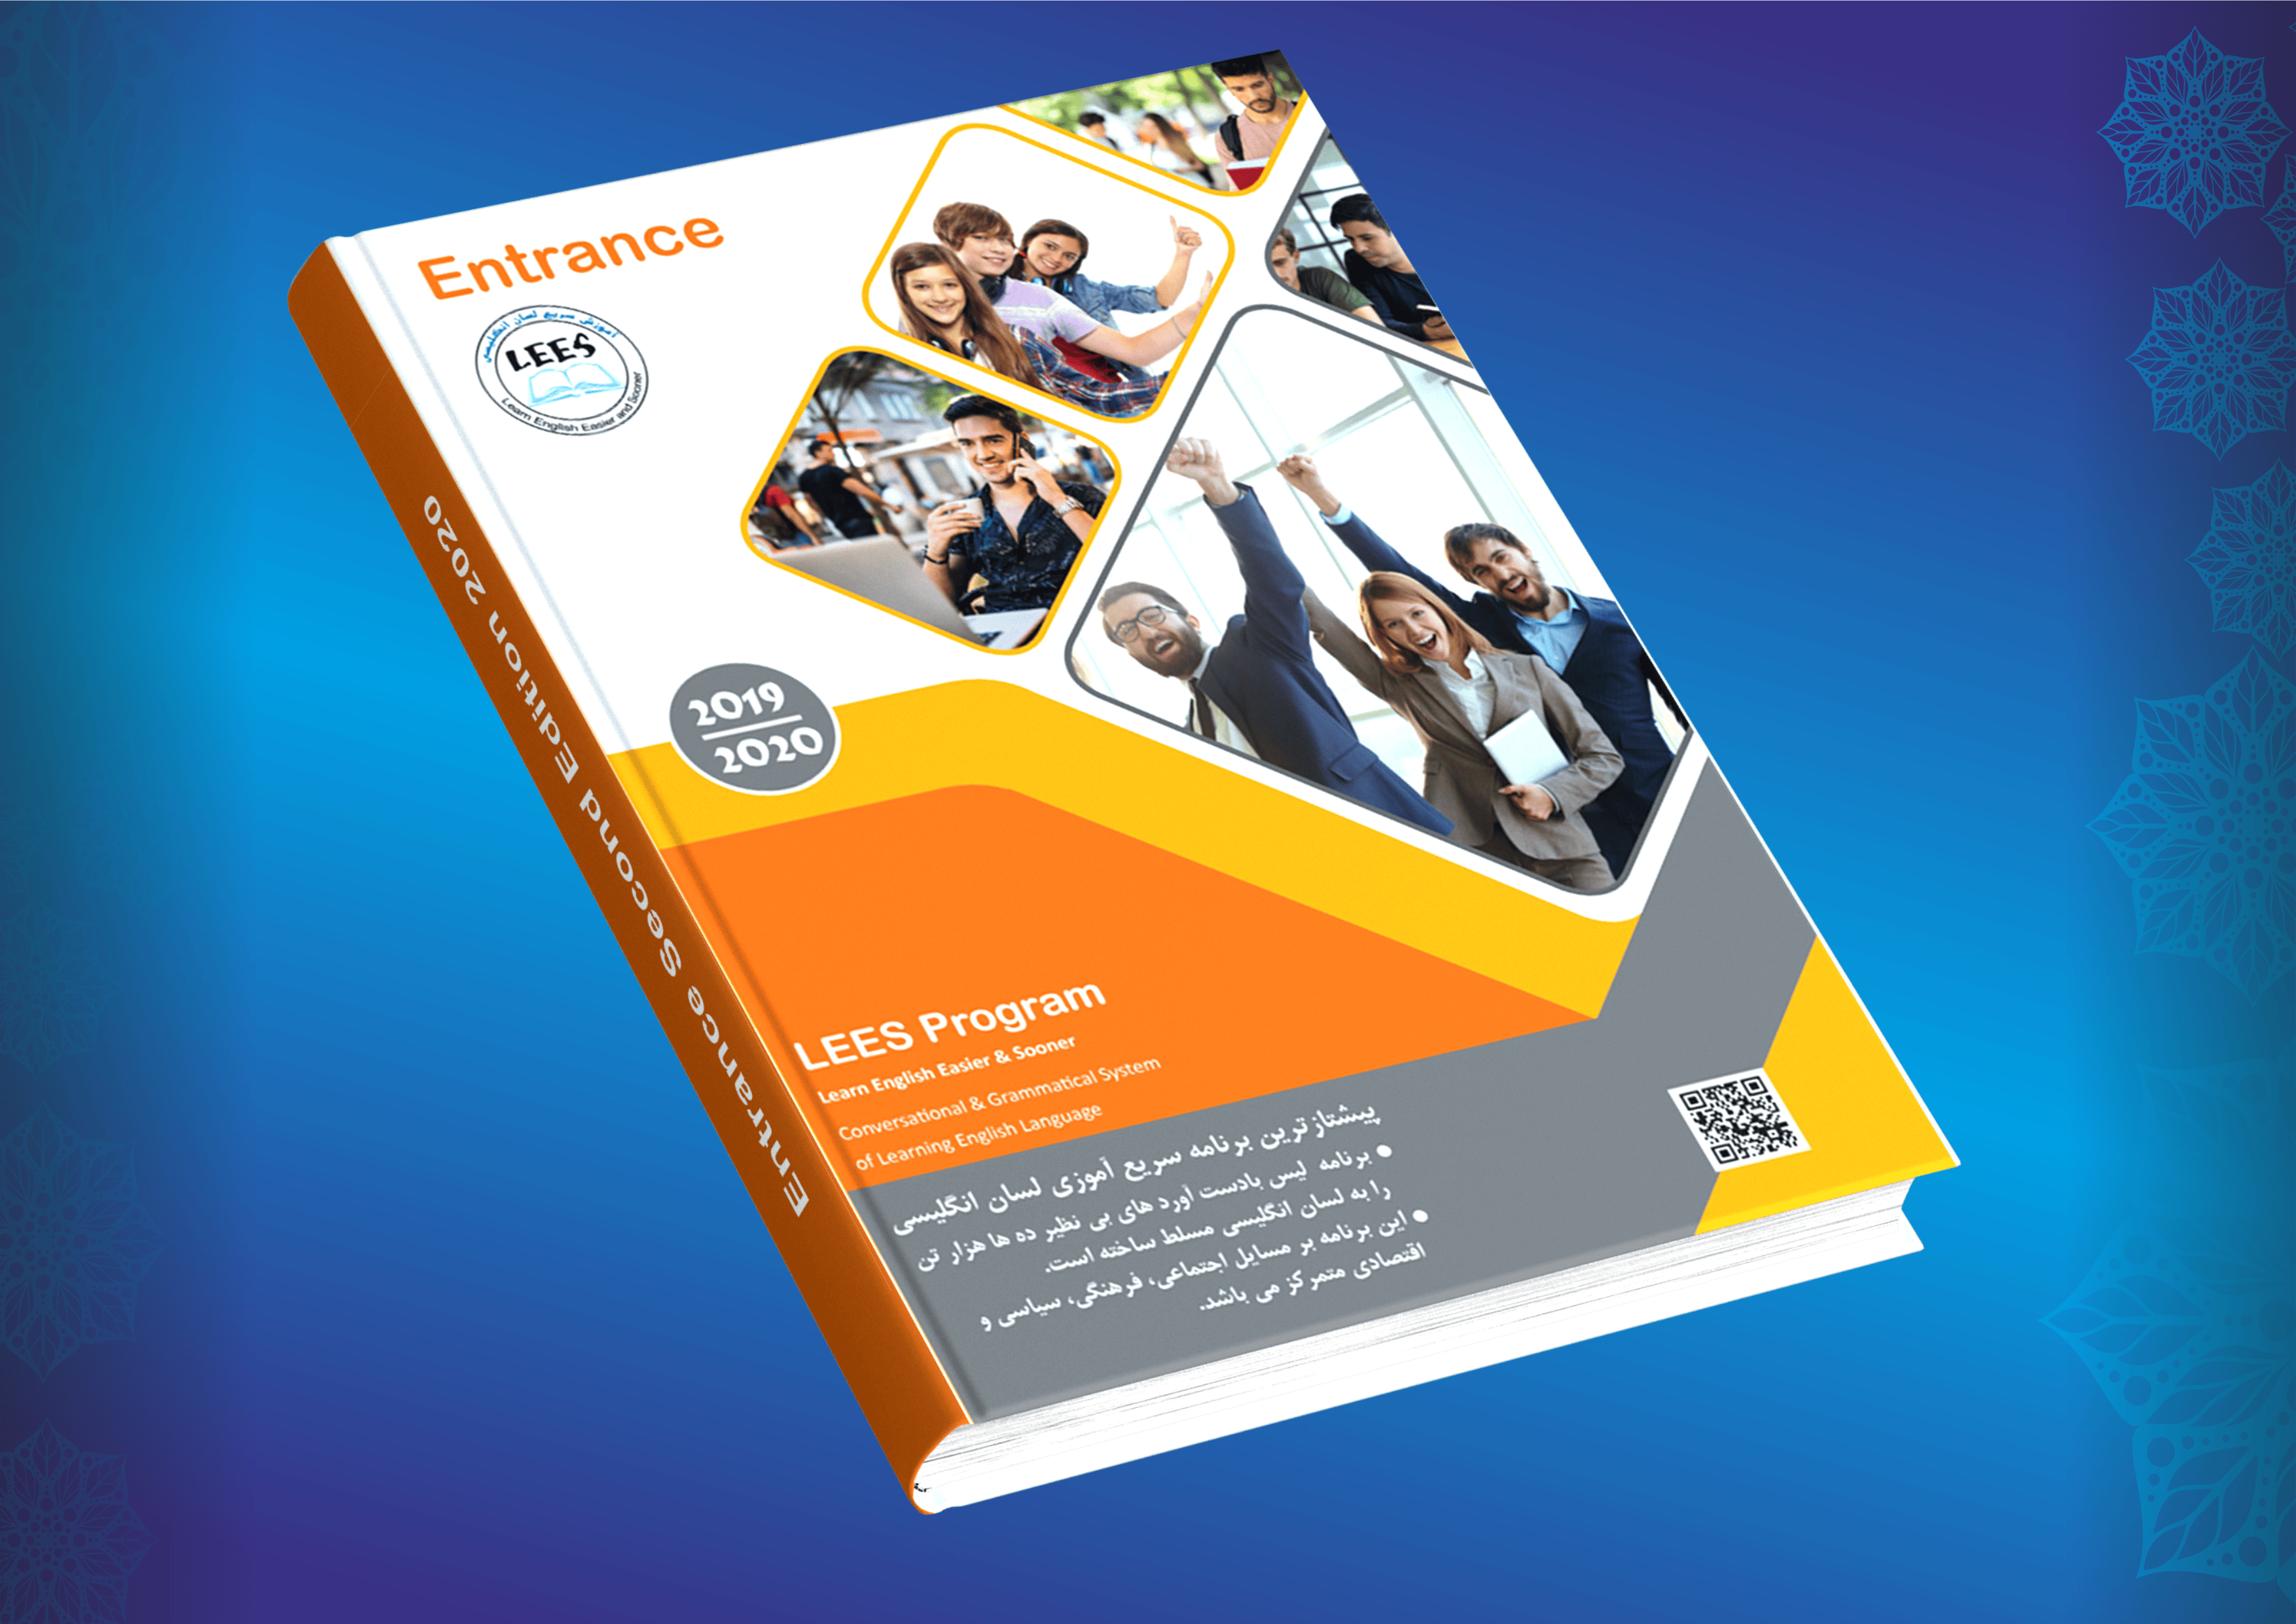 Entrance
آموزش سریع لسان انگلیسی
LEES
Learn English Easier and Sooner
2019
2020
LEES Program
Learn English Easier & Sooner
Conversational & Grammatical System
of Learning English Language
پیشتازترین برنامه سریع آموزی لسان انگلیسی
● برنامه لیس بادست آورد های بی نظیر ده ها هزار تن
را به لسان انگلیسی مسلط ساخته است.
● این برنامه بر مسایل اجتماعی، فرهنگی، سیاسی و
اقتصادی متمرکز می باشد.
Entrance Second Edition 2020